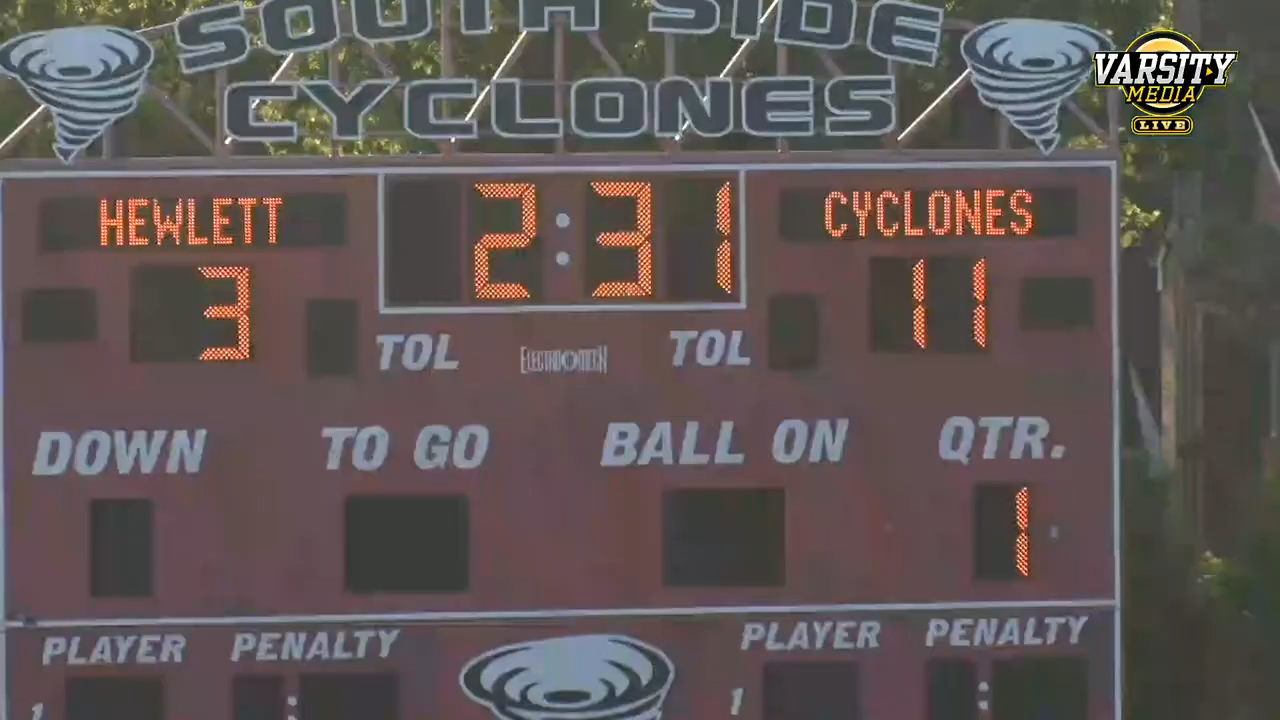 SOUTH SIDE
CYCLONES
VARSITY
MEDIA
LIVE
HEWLETT 2:31 CYCLONES
3 11
TOL TOL
DOWN TO GO BALL ON QTR.
1
PLAYER PENALTY PLAYER PENALTY
1 : 1 :